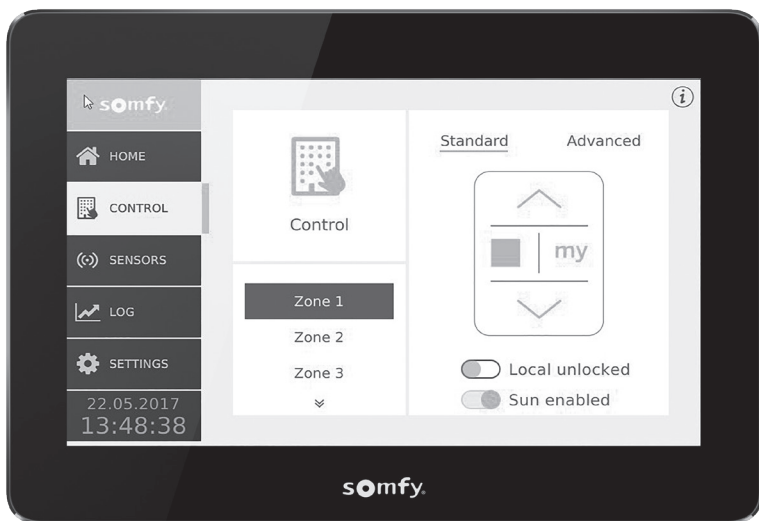 somfy.
HOME
CONTROL
SENSORS
LOG
SETTINGS
22.05.2017
13:48:38
Control
Zone 1
Zone 2
Zone 3
i
Standard
Advanced
my
Local unlocked
Sun enabled
somfy.